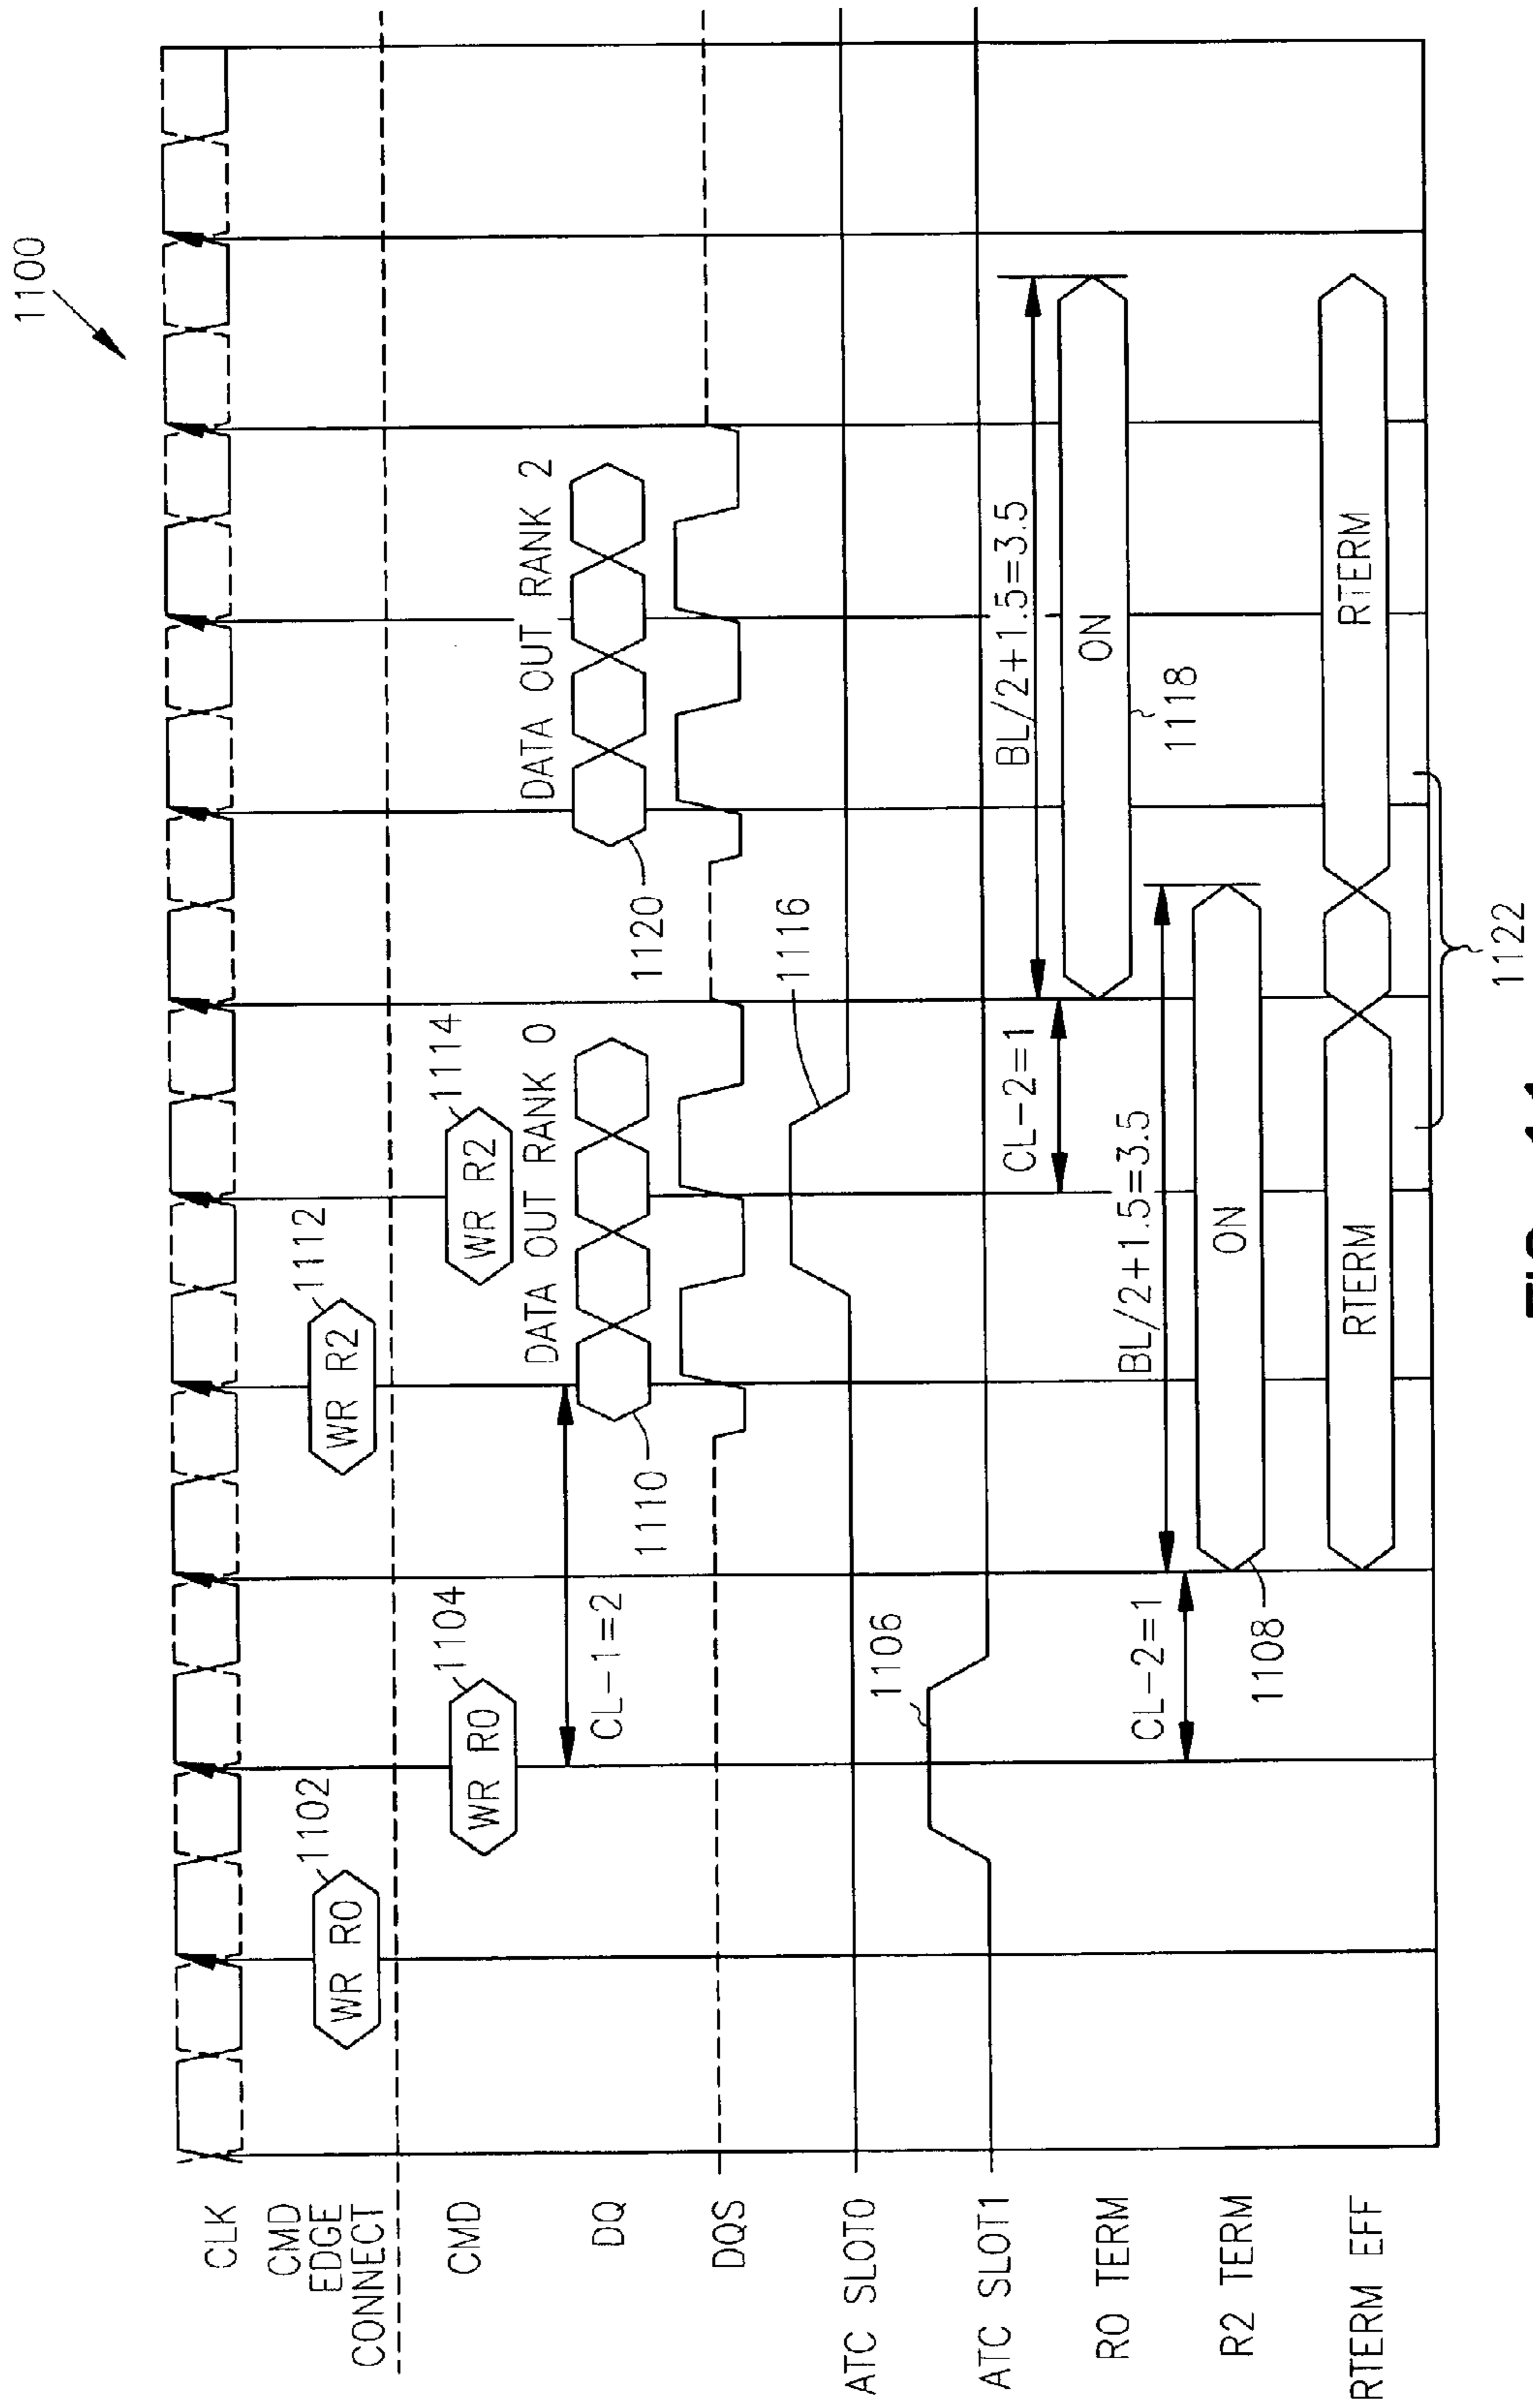 1100
CLK
CMD
EDGE
CONNECT
WR R0
1102
WR R2
1112
CMD
WR R0
1104
WR R2
1114
DATA OUT RANK 0
DATA OUT RANK 2
DQ
CL-1=2
1110
1120
DQS
ATC SLOT0
1116
ATC SLOT1
1106
R0 TERM
CL-2=1
BL/2+1.5=3.5
ON
1118
R2 TERM
CL-2=1
BL/2+1.5=3.5
ON
1108
RTERM EFF
RTERM
RTERM
1122